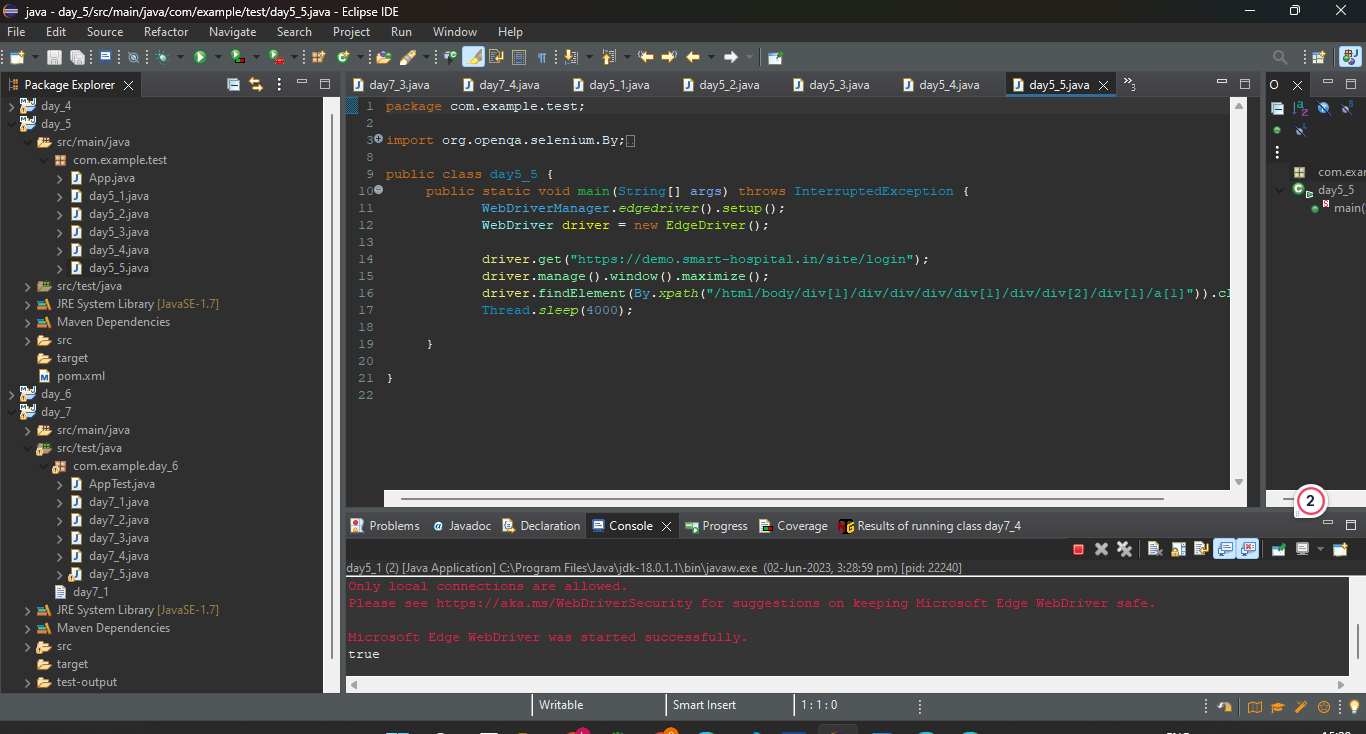 java - day_5/src/main/java/com/example/test/day5_5.java - Eclipse IDE
File Edit Source Refactor Navigate Search Project Run Window Help
Package Explorer
day_4
day_5
src/main/java
com.example.test
App.java
day5_1.java
day5_2.java
day5_3.java
day5_4.java
day5_5.java
src/test/java
JRE System Library [JavaSE-1.7]
Maven Dependencies
src
target
pom.xml
day_6
day_7
src/main/java
src/test/java
com.example.day_6
AppTest.java
day7_1.java
day7_2.java
day7_3.java
day7_4.java
day7_5.java
day7_1
JRE System Library [JavaSE-1.7]
Maven Dependencies
src
target
test-output
day7_3.java day7_4.java day5_1.java day5_2.java day5_3.java day5_4.java day5_5.java »3
1 package com.example.test;
2
3 import org.openqa.selenium.By;
8
9 public class day5_5 {
10 public static void main(String[] args) throws InterruptedException {
11 WebDriverManager.edgedriver().setup();
12 WebDriver driver = new EdgeDriver();
13
14 driver.get("https://demo.smart-hospital.in/site/login");
15 driver.manage().window().maximize();
16 driver.findElement(By.xpath("/html/body/div[1]/div/div/div/div[1]/div/div[2]/div[1]/a[1]")).cl
17 Thread.sleep(4000);
18
19 }
20
21 }
22
O
com.exa
day5_5
main(
2
Problems Javadoc Declaration Console Progress Coverage Results of running class day7_4
day5_1 (2) [Java Application] C:\Program Files\Java\jdk-18.0.1.1\bin\javaw.exe (02-Jun-2023, 3:28:59 pm) [pid: 22240]
Only local connections are allowed.
Please see https://aka.ms/WebDriverSecurity for suggestions on keeping Microsoft Edge WebDriver safe.
Microsoft Edge WebDriver was started successfully.
true
Writable Smart Insert 1 : 1 : 0